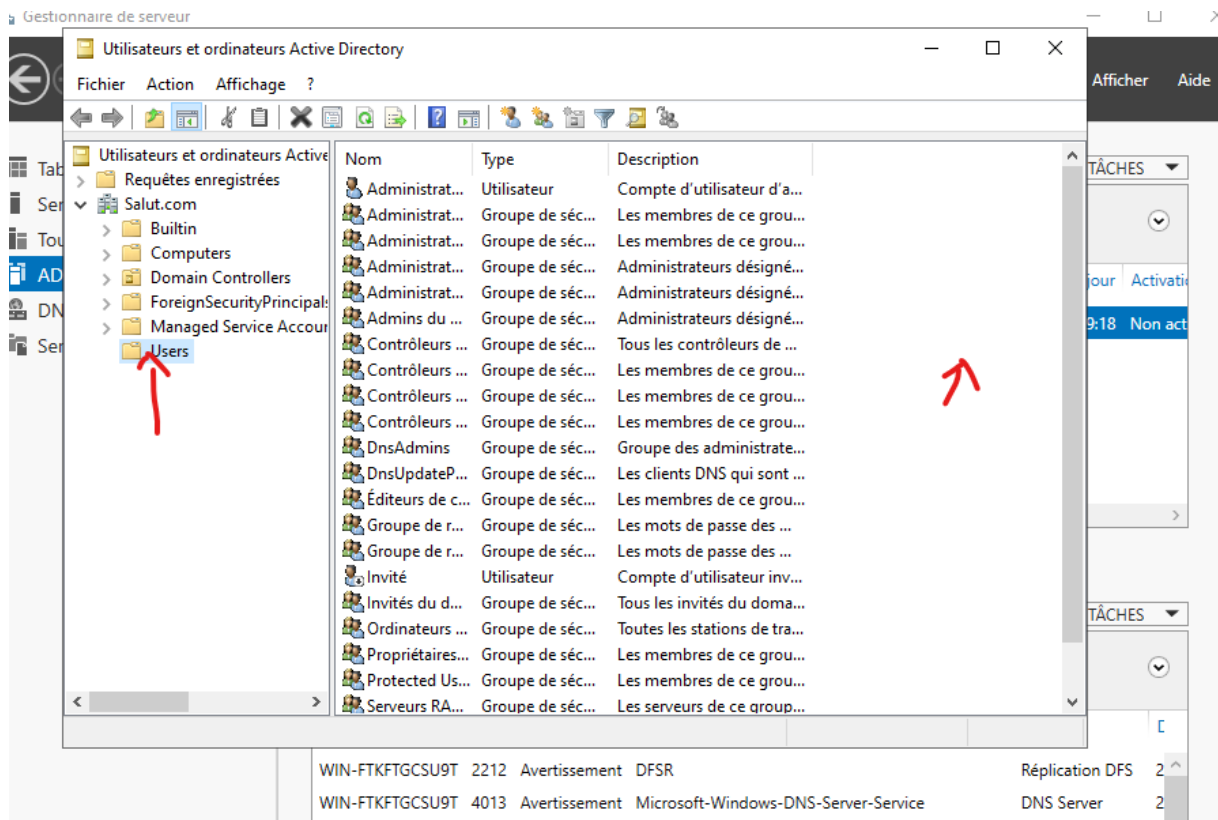 Gestionnaire de serveur
Utilisateurs et ordinateurs Active Directory
Fichier Action Affichage ?
Afficher Aide
Utilisateurs et ordinateurs Active
Requêtes enregistrées
Salut.com
Builtin
Computers
Domain Controllers
ForeignSecurityPrincipals
Managed Service Accour
Users
Tab
Ser
Tou
AD
DN
Ser
Nom Type Description
Administrat... Utilisateur Compte d'utilisateur d'a...
Administrat... Groupe de séc... Les membres de ce grou...
Administrat... Groupe de séc... Les membres de ce grou...
Administrat... Groupe de séc... Administrateurs désigné...
Administrat... Groupe de séc... Administrateurs désigné...
Admins du ... Groupe de séc... Administrateurs désigné...
Contrôleurs ... Groupe de séc... Tous les contrôleurs de ...
Contrôleurs ... Groupe de séc... Les membres de ce grou...
Contrôleurs ... Groupe de séc... Les membres de ce grou...
Contrôleurs ... Groupe de séc... Les membres de ce grou...
DnsAdmins Groupe de séc... Groupe des administrate...
DnsUpdateP... Groupe de séc... Les clients DNS qui sont ...
Éditeurs de c... Groupe de séc... Les membres de ce grou...
Groupe de r... Groupe de séc... Les mots de passe des ...
Groupe de r... Groupe de séc... Les mots de passe des ...
Invité Utilisateur Compte d'utilisateur inv...
Invités du d... Groupe de séc... Tous les invités du doma...
Ordinateurs ... Groupe de séc... Toutes les stations de tra...
Propriétaires... Groupe de séc... Les membres de ce grou...
Protected Us... Groupe de séc... Les membres de ce grou...
Serveurs RA... Groupe de séc... Les serveurs de ce group...
TÂCHES
jour Activatio
9:18 Non act
TÂCHES
WIN-FTKFTGCSU9T 2212 Avertissement DFSR Réplication DFS 2
WIN-FTKFTGCSU9T 4013 Avertissement Microsoft-Windows-DNS-Server-Service DNS Server 2